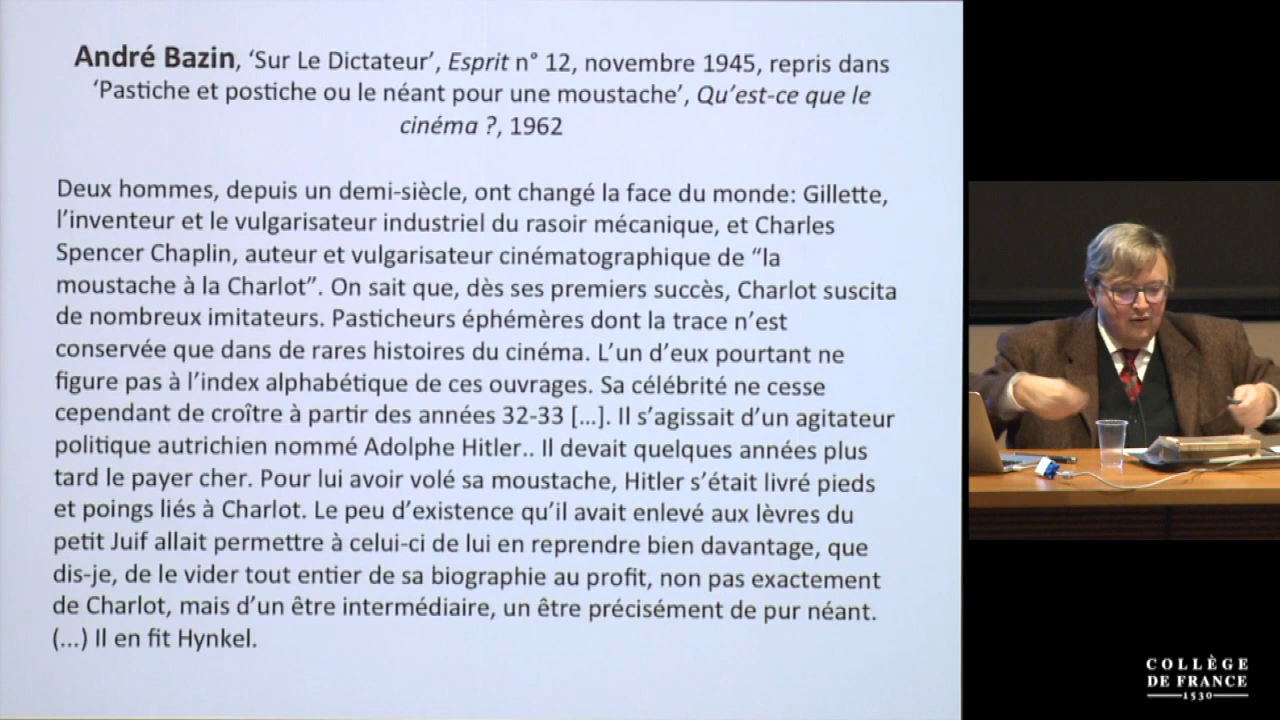 André Bazin, ‘Sur Le Dictateur’, Esprit n° 12, novembre 1945, repris dans
‘Pastiche et postiche ou le néant pour une moustache’, Qu’est-ce que le
cinéma ?, 1962
Deux hommes, depuis un demi-siècle, ont changé la face du monde: Gillette,
l’inventeur et le vulgarisateur industriel du rasoir mécanique, et Charles
Spencer Chaplin, auteur et vulgarisateur cinématographique de “la
moustache à la Charlot”. On sait que, dès ses premiers succès, Charlot suscita
de nombreux imitateurs. Pasticheurs éphémères dont la trace n’est
conservée que dans de rares histoires du cinéma. L’un d’eux pourtant ne
figure pas à l’index alphabétique de ces ouvrages. Sa célébrité ne cesse
cependant de croître à partir des années 32-33 [...]. Il s’agissait d’un agitateur
politique autrichien nommé Adolphe Hitler.. Il devait quelques années plus
tard le payer cher. Pour lui avoir volé sa moustache, Hitler s’était livré pieds
et poings liés à Charlot. Le peu d’existence qu’il avait enlevé aux lèvres du
petit Juif allait permettre à celui-ci de lui en reprendre bien davantage, que
dis-je, de le vider tout entier de sa biographie au profit, non pas exactement
de Charlot, mais d’un être intermédiaire, un être précisément de pur néant.
(...) Il en fit Hynkel.
COLLÈGE
DE FRANCE
1530